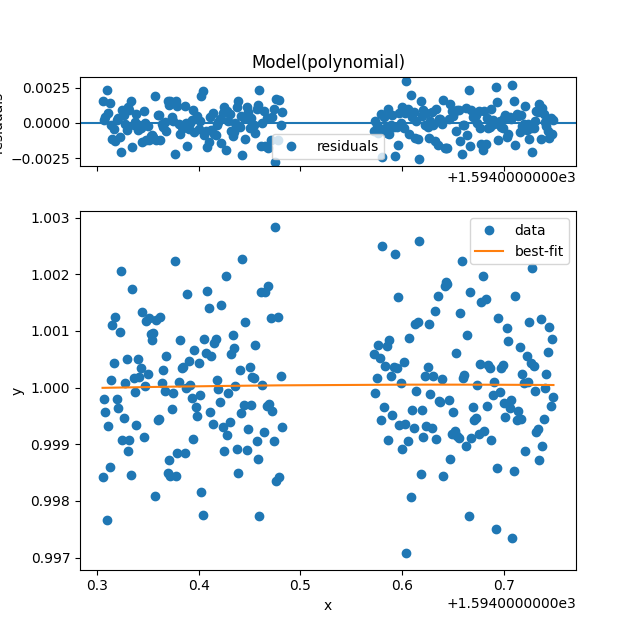 Model(polynomial)
0.0025
0.0000
−0.0025
residuals
+1.5940000000e3
1.003
1.002
1.001
1.000
0.999
0.998
0.997
y
data
best-fit
0.3
0.4
0.5
0.6
0.7
x
+1.5940000000e3